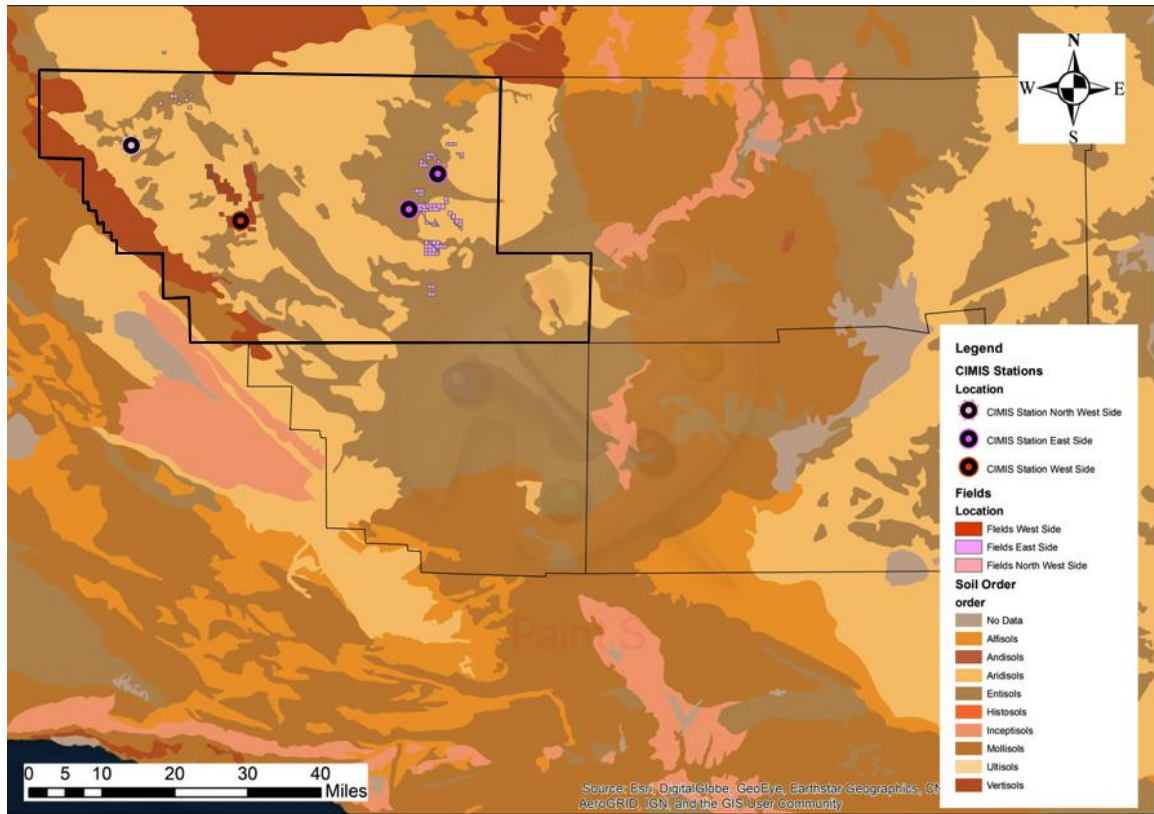 N
W E
S
Legend
CIMIS Stations
Location
CIMIS Station North West Side
CIMIS Station East Side
CIMIS Station West Side
Fields
Location
Fields West Side
Fields East Side
Fields North West Side
Soil Order
order
No Data
Alfisols
Andisols
Aridisols
Entisols
Histosols
Inceptisols
Mollisols
Ultisols
Vertisols
Paint S
0 5 10 20 30 40
Miles
Source: Esri, DigitalGlobe, GeoEye, Earthstar Geographics, CN
AeroGRID, IGN, and the GIS User Community